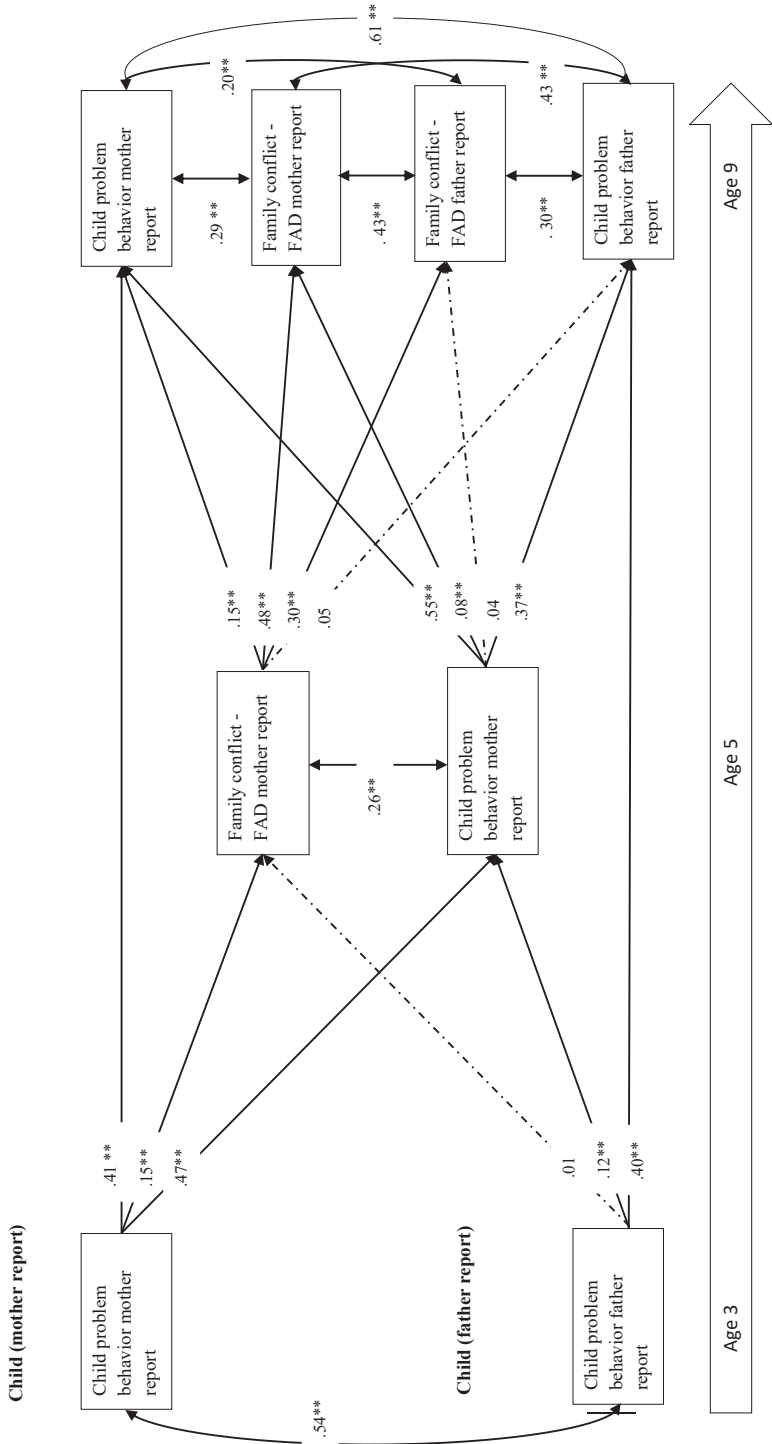 Child (mother report)
Child problem
behavior mother
report
.41 **
.15**
.47**
.54**
Child (father report)
Child problem
behavior father
report
.01
.12**
.40**
Family conflict -
FAD mother report
.15**
.48**
.30**
.05
.26**
Child problem
behavior mother
report
.55**
.08**
.04
.37**
Child problem
behavior mother
report
.29 **
Family conflict -
FAD mother report
.43**
Family conflict -
FAD father report
.30**
Child problem
behavior father
report
.20**
.61 **
.43 **
Age 3
Age 5
Age 9